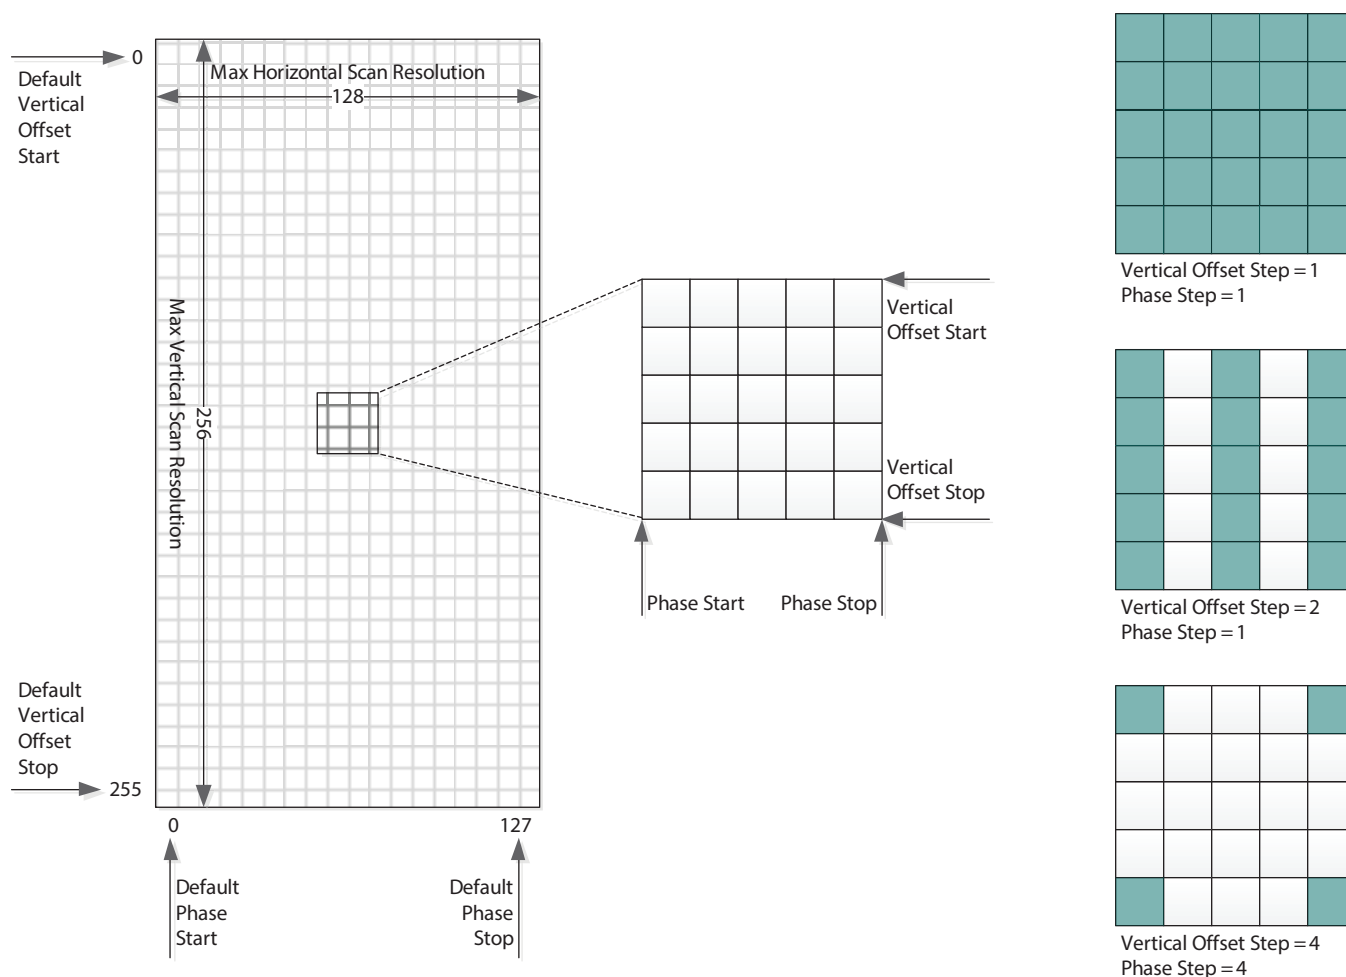 0
Default
Vertical
Offset
Start
Max Horizontal Scan Resolution
128
Max Vertical Scan Resolution
256
Default
Vertical
Offset
Stop
255
0
127
Default
Phase
Start
Default
Phase
Stop
Vertical
Offset Start
Vertical
Offset Stop
Phase Start
Phase Stop
Vertical Offset Step = 1
Phase Step = 1
Vertical Offset Step = 2
Phase Step = 1
Vertical Offset Step = 4
Phase Step = 4